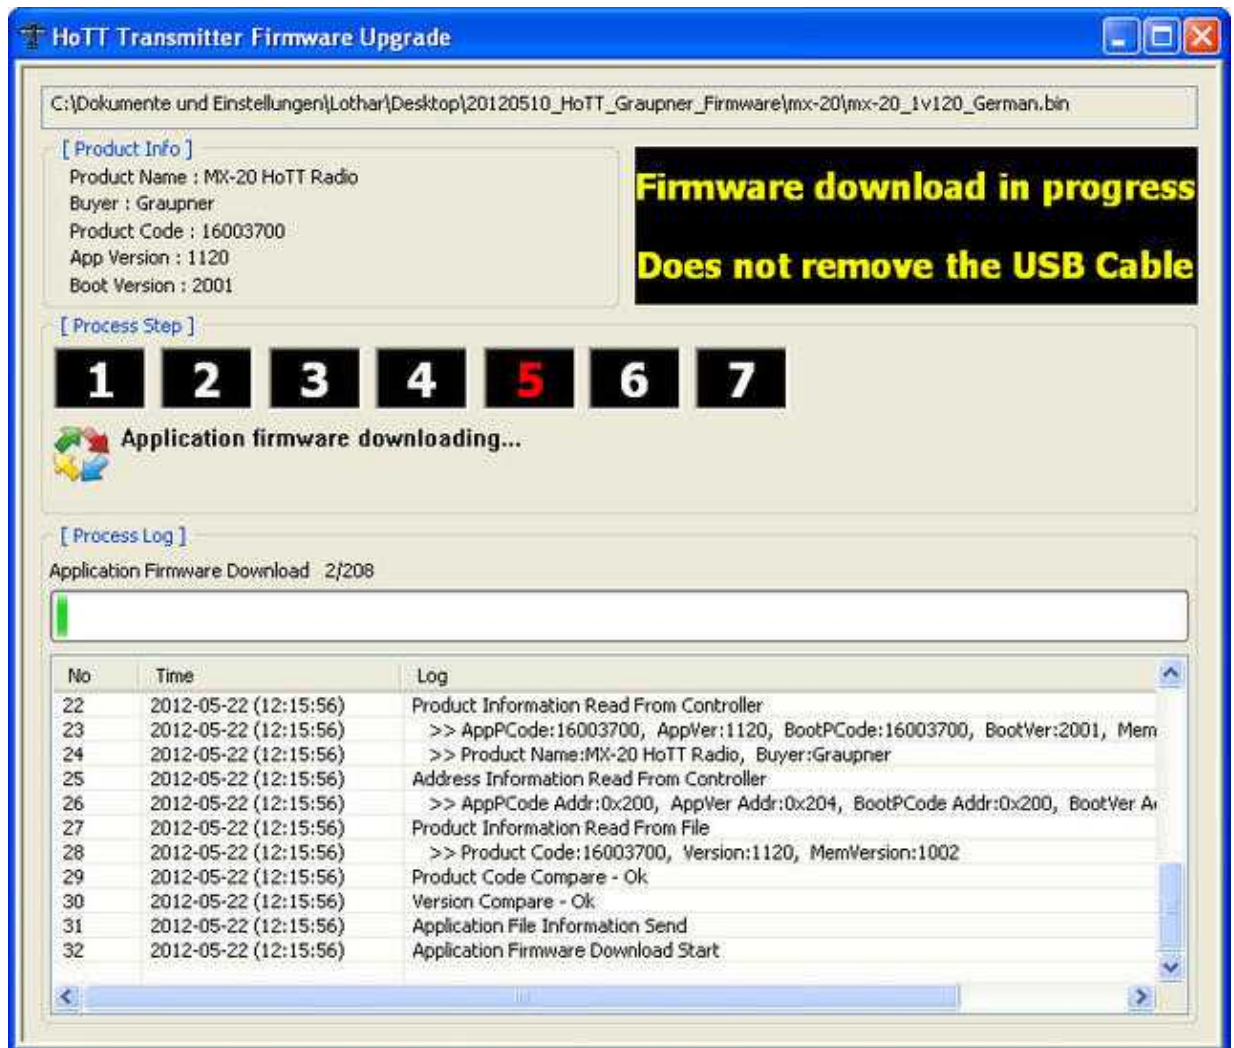 HoTT Transmitter Firmware Upgrade
C:\Dokumente und Einstellungen\Lothar\Desktop\20120510_HoTT_Graupner_Firmware\mx-20\mx-20_1v120_German.bin
[ Product Info ]
Product Name : MX-20 HoTT Radio
Buyer : Graupner
Product Code : 16003700
App Version : 1120
Boot Version : 2001
Firmware download in progress
Does not remove the USB Cable
[ Process Step ]
1 2 3 4 5 6 7
Application firmware downloading...
[ Process Log ]
Application Firmware Download 2/208
No Time Log
22 2012-05-22 (12:15:56) Product Information Read From Controller
23 2012-05-22 (12:15:56) >> AppPCode:16003700, AppVer:1120, BootPCode:16003700, BootVer:2001, Mem
24 2012-05-22 (12:15:56) >> Product Name:MX-20 HoTT Radio, Buyer:Graupner
25 2012-05-22 (12:15:56) Address Information Read From Controller
26 2012-05-22 (12:15:56) >> AppPCode Addr:0x200, AppVer Addr:0x204, BootPCode Addr:0x200, BootVer
27 2012-05-22 (12:15:56) Product Information Read From File
28 2012-05-22 (12:15:56) >> Product Code:16003700, Version:1120, MemVersion:1002
29 2012-05-22 (12:15:56) Product Code Compare - Ok
30 2012-05-22 (12:15:56) Version Compare - Ok
31 2012-05-22 (12:15:56) Application File Information Send
32 2012-05-22 (12:15:56) Application Firmware Download Start